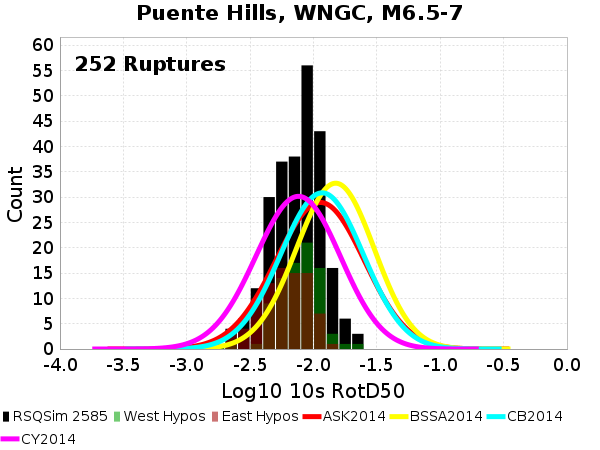 Puente Hills, WNGC, M6.5-7
252 Ruptures
60
55
50
45
40
35
30
25
20
15
10
5
0
Count
-4.0 -3.5 -3.0 -2.5 -2.0 -1.5 -1.0 -0.5 0.0
Log10 10s RotD50
RSQSim 2585 West Hypos East Hypos ASK2014 BSSA2014 CB2014
CY2014